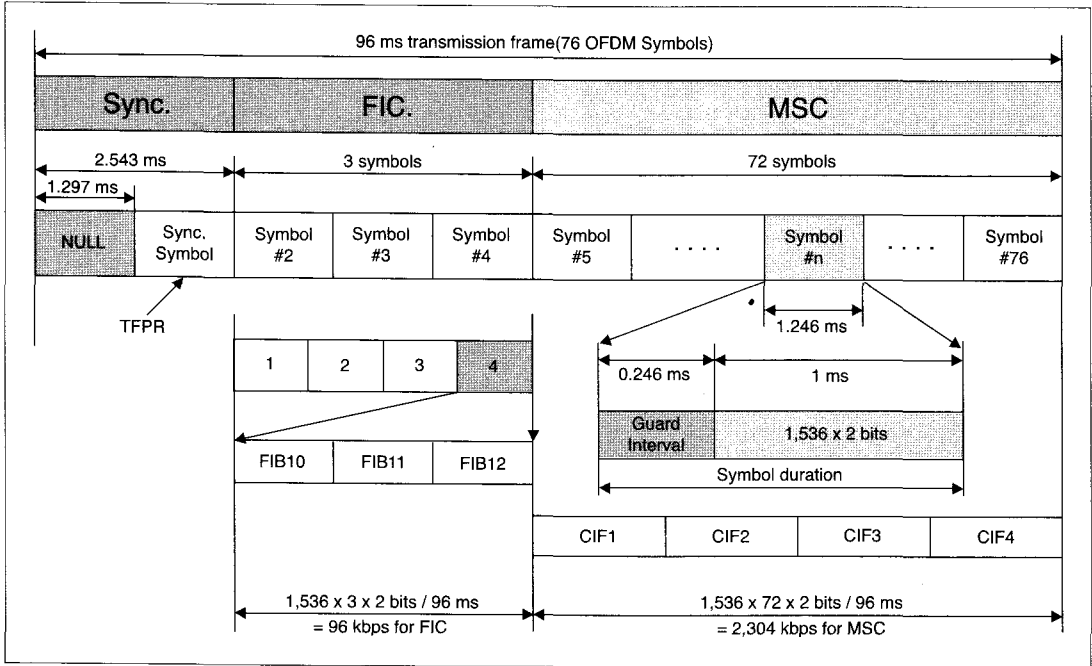 96 ms transmission frame(76 OFDM Symbols)
Sync.
FIC.
MSC
2.543 ms
3 symbols
72 symbols
1.297 ms
NULL
Sync.
Symbol
Symbol
#2
Symbol
#3
Symbol
#4
Symbol
#5
. . . .
Symbol
#n
. . . .
Symbol
#76
TFPR
1.246 ms
1
2
3
4
0.246 ms
1 ms
Guard
Interval
1,536 x 2 bits
FIB10
FIB11
FIB12
Symbol duration
CIF1
CIF2
CIF3
CIF4
1,536 x 3 x 2 bits / 96 ms
= 96 kbps for FIC
1,536 x 72 x 2 bits / 96 ms
= 2,304 kbps for MSC